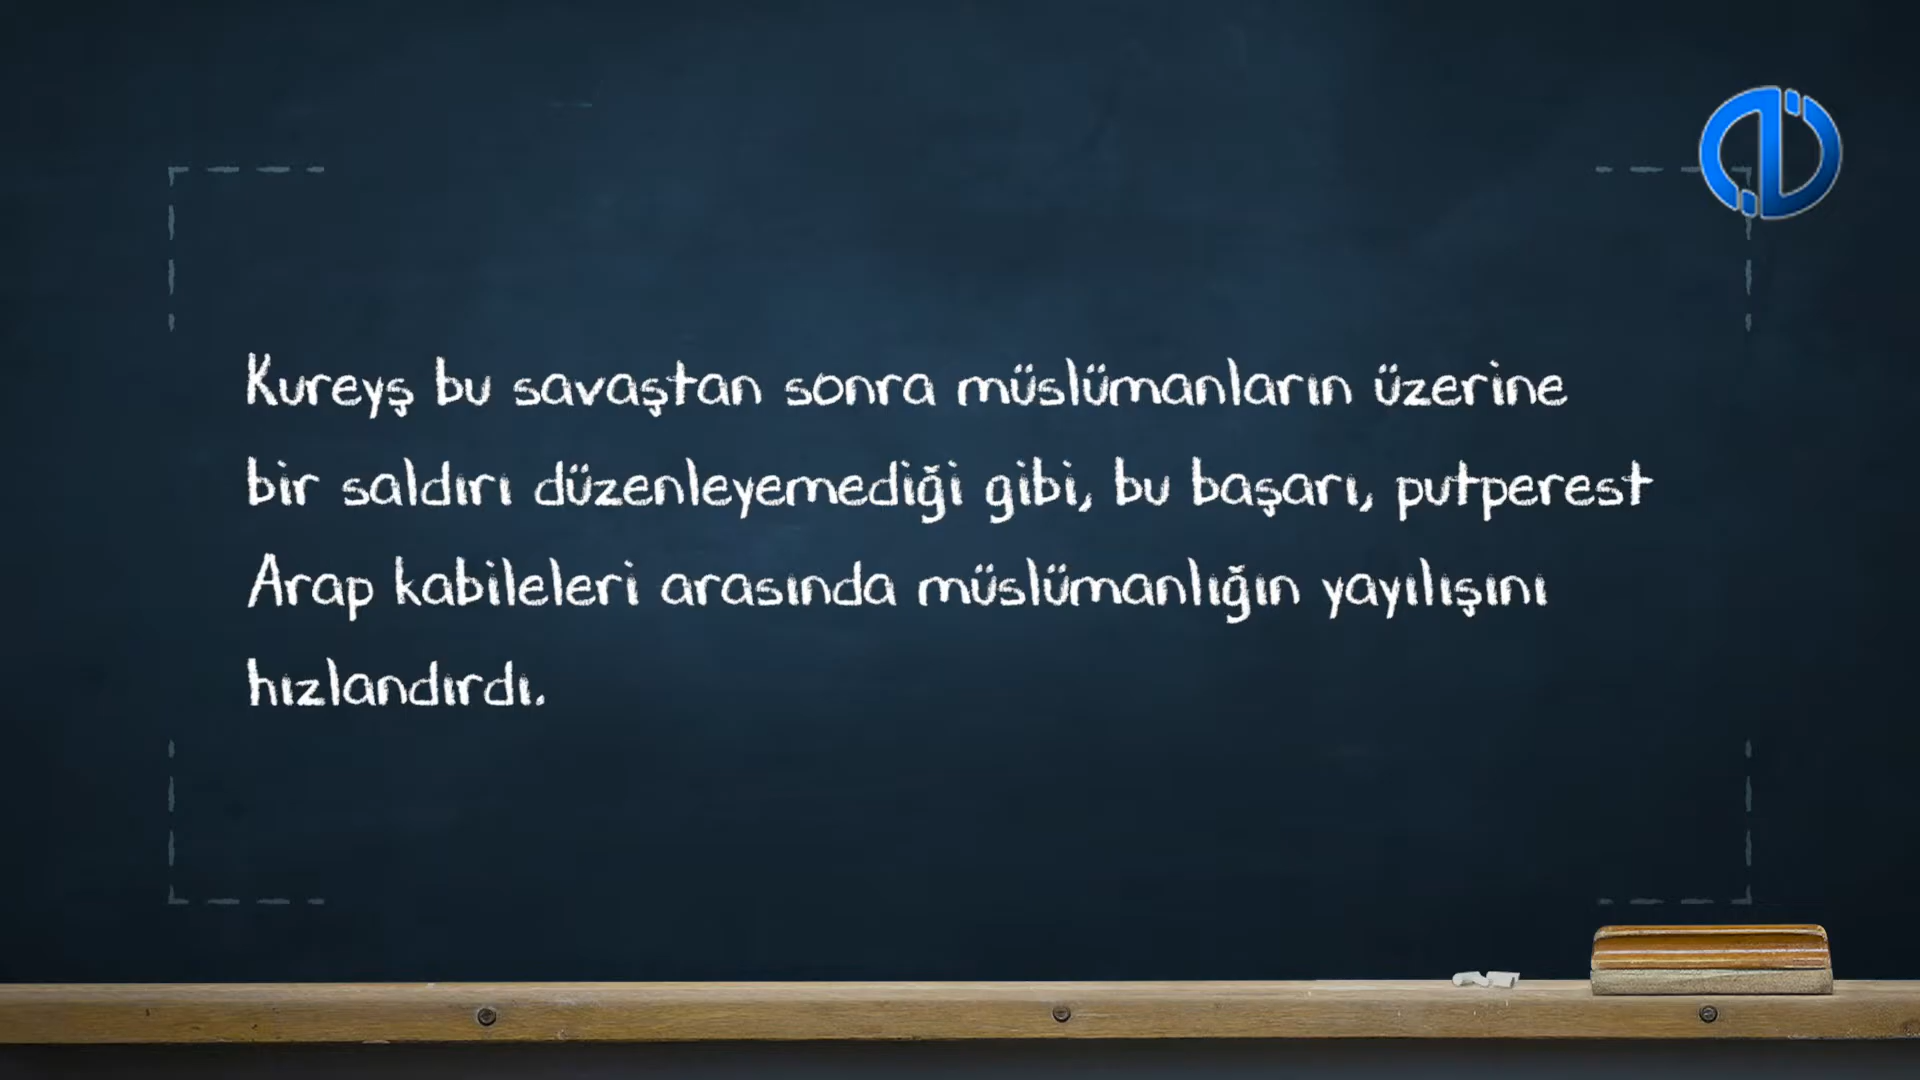 Kureyş bu savaştan sonra müslümanların üzerine
bir saldırı düzenleyemediği gibi, bu başarı, putperest
Arap kabileleri arasında müslümanlığın yayılışını
hızlandırdı.